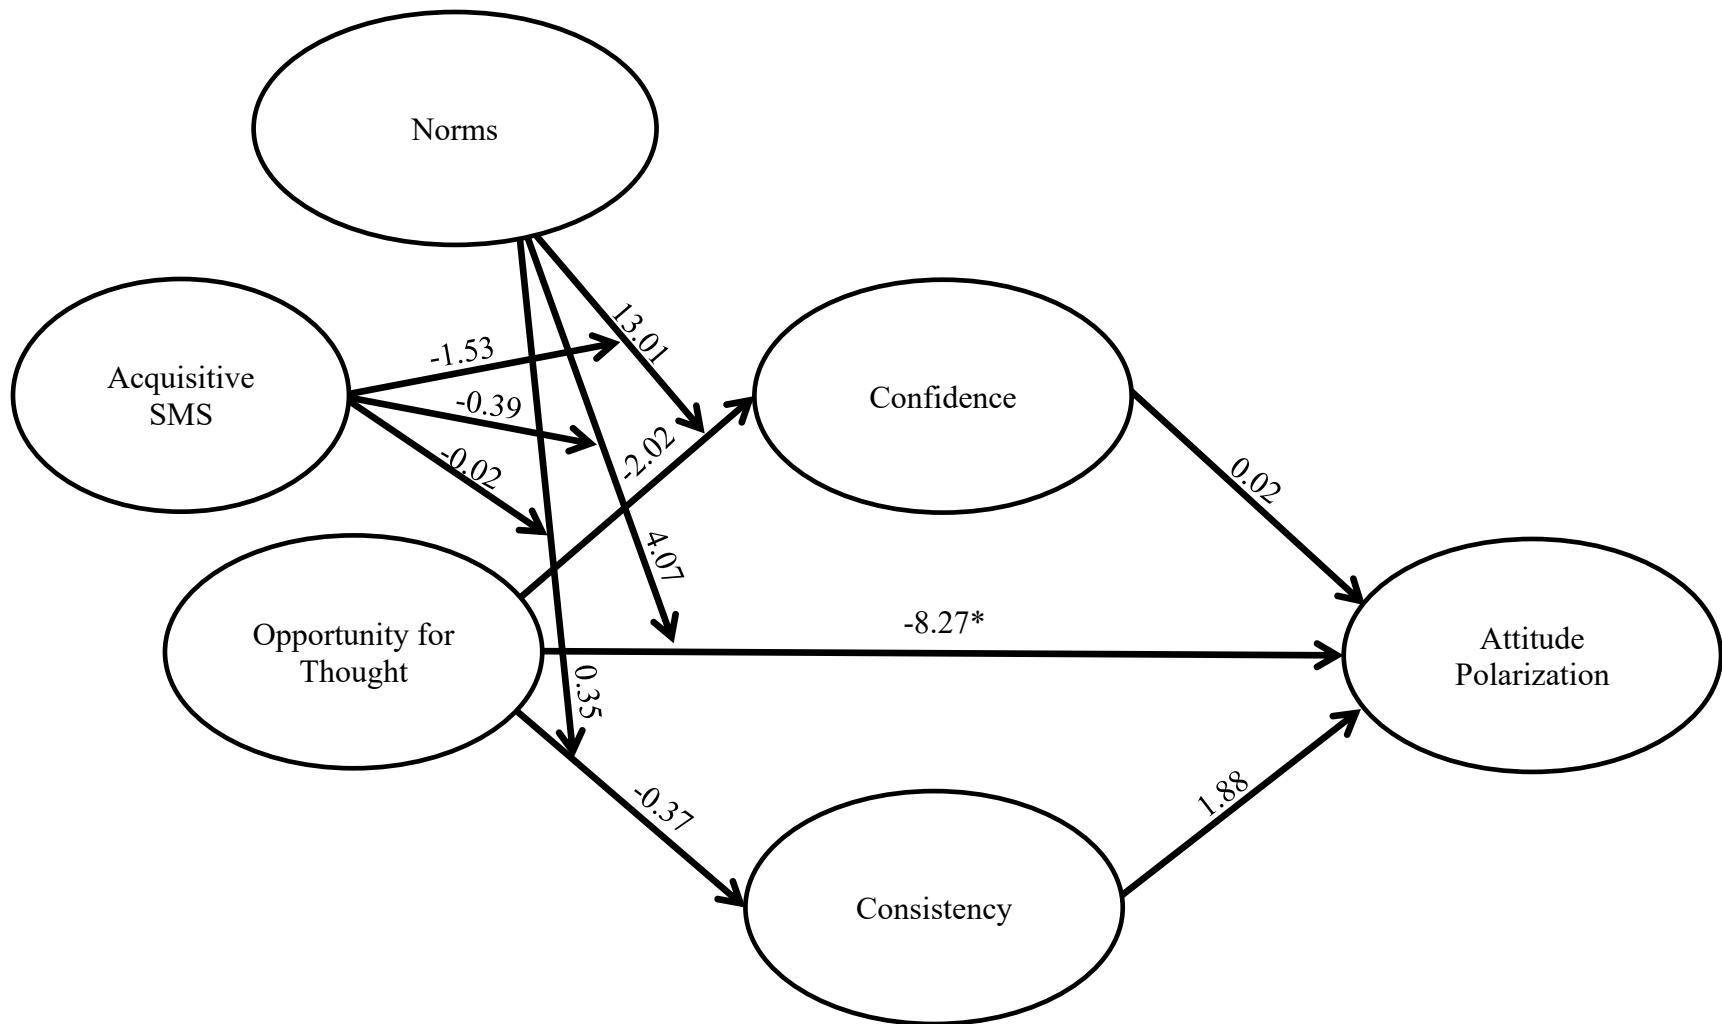 Norms
13.01
-1.53
Acquisitive
SMS
-0.39
-0.02
-2.02
Confidence
0.02
4.07
Opportunity for
Thought
-8.27*
Attitude
Polarization
0.35
-0.37
1.88
Consistency